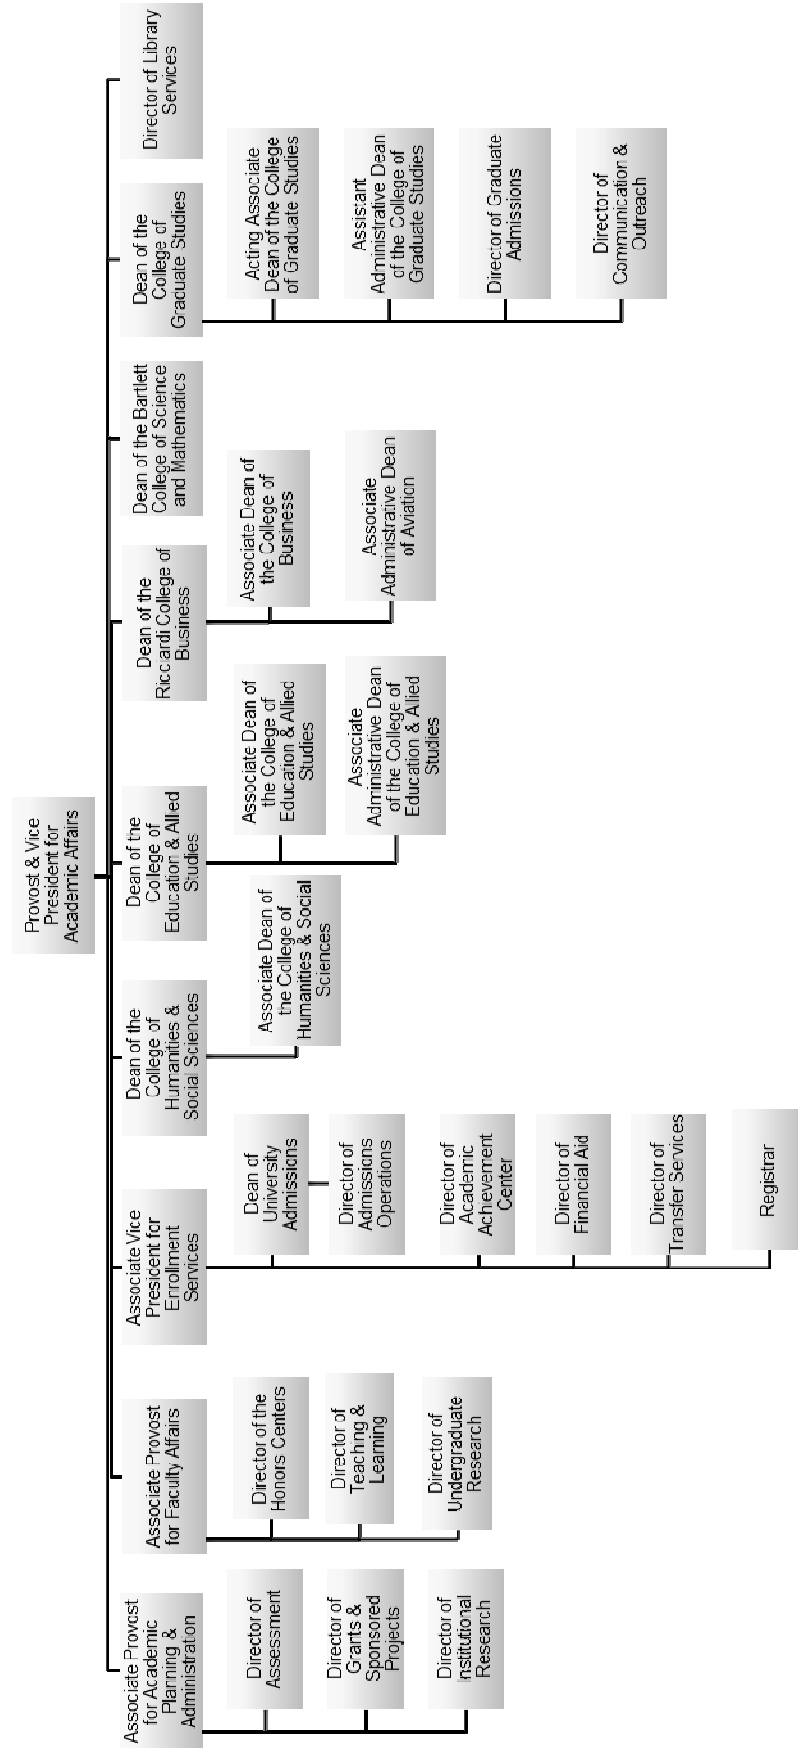 Provost & Vice
President for
Academic Affairs
Associate Provost
for Academic
Planning &
Administration
Director of
Assessment
Director of
Grants &
Sponsored
Projects
Director of
Institutional
Research
Associate Provost
for Faculty Affairs
Director of the
Honors Centers
Director of
Teaching &
Learning
Director of
Undergraduate
Research
Associate Vice
President for
Enrollment
Services
Dean of
University
Admissions
Director of
Admissions
Operations
Director of
Academic
Achievement
Center
Director of
Financial Aid
Director of
Transfer Services
Registrar
Dean of the
College of
Humanities &
Social Sciences
Associate Dean of
the College of
Humanities & Social
Sciences
Dean of the
College of
Education & Allied
Studies
Associate Dean of
the College of
Education & Allied
Studies
Associate
Administrative Dean
of the College of
Education & Allied
Studies
Dean of the
Ricciardi College of
Business
Associate Dean of
the College of
Business
Associate
Administrative Dean
of Aviation
Dean of the Bartlett
College of Science
and Mathematics
Dean of the
College of
Graduate Studies
Acting Associate
Dean of the College
of Graduate Studies
Assistant
Administrative Dean
of the College of
Graduate Studies
Director of Graduate
Admissions
Director of
Communication &
Outreach
Director of Library
Services